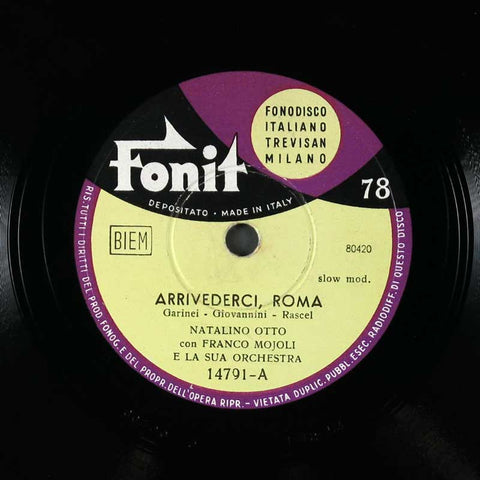 FONODISCO
ITALIANO
TREVISAN
MILANO
Fonit
78
DEPOSITATO - MADE IN ITALY
BIEM
80420
slow mod.
ARRIVEDERCI, ROMA
Garinei - Giovannini - Rascel
NATALINO OTTO
con FRANCO MOJOLI
E LA SUA ORCHESTRA
14791-A
RIS-TUTTI I DIRITTI DEL PROD. FONOG. E DEL PROPR. DELL'OPERA RIPR. - VIETATA DUPLIC. PUBBL. ESEC. RADIODIFF. DI QUESTO DISCO